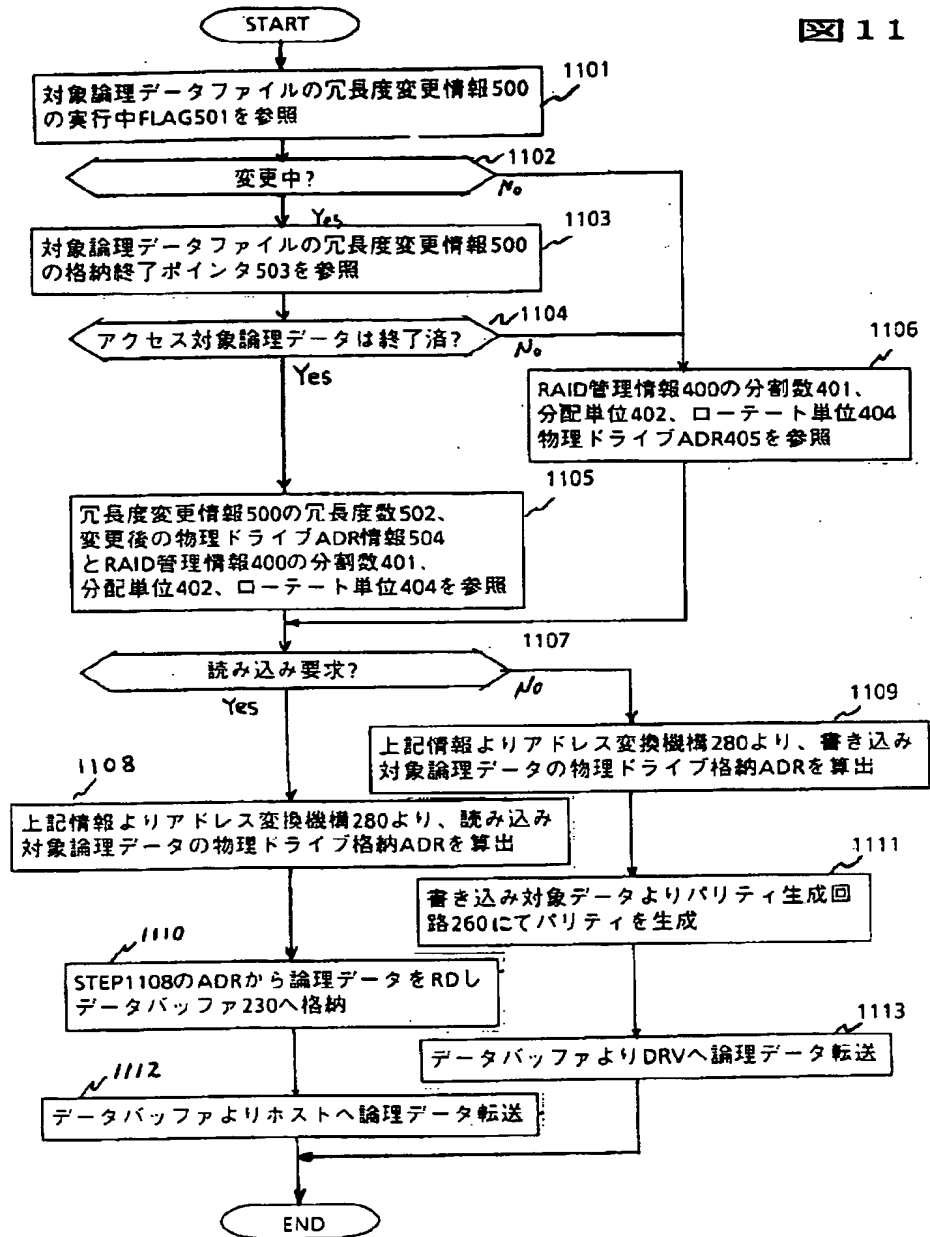 図11
START
1101
対象論理データファイルの冗長度変更情報500
の実行中FLAG501を参照
1102
変更中?
No
Yes
1103
対象論理データファイルの冗長度変更情報500
の格納終了ポインタ503を参照
1104
アクセス対象論理データは終了済?
No
Yes
1106
RAID管理情報400の分割数401、
分配単位402、ローテート単位404
物理ドライブADR405を参照
1105
冗長度変更情報500の冗長度数502、
変更後の物理ドライブADR情報504
とRAID管理情報400の分割数401、
分配単位402、ローテート単位404を参照
1107
読み込み要求?
No
Yes
1109
上記情報よりアドレス変換機構280より、書き込み
対象論理データの物理ドライブ格納ADRを算出
1108
上記情報よりアドレス変換機構280より、読み込み
対象論理データの物理ドライブ格納ADRを算出
1111
書き込み対象データよりパリティ生成回
路260にてパリティを生成
1110
STEP1108のADRから論理データをRDし
データバッファ230へ格納
1113
データバッファよりDRVへ論理データ転送
1112
データバッファよりホストへ論理データ転送
END